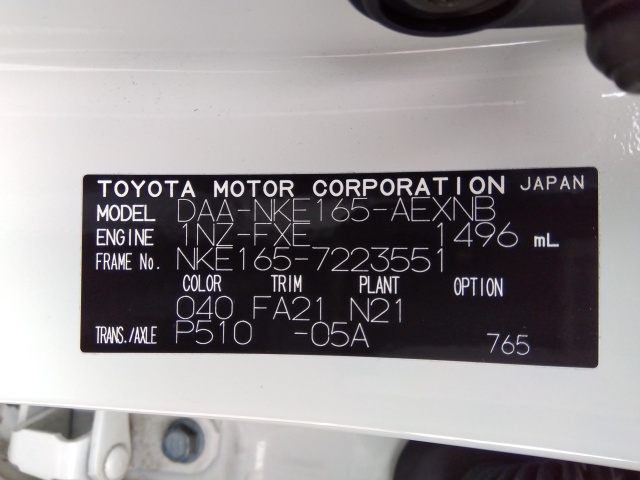 TOYOTA MOTOR CORPORATION JAPAN
MODEL DAA-NKE165-AEXNB
ENGINE 1NZ-FXE 1496 mL
FRAME No. NKE165-7223551
COLOR TRIM PLANT OPTION
040 FA21 N21
TRANS./AXLE P510 -05A 765